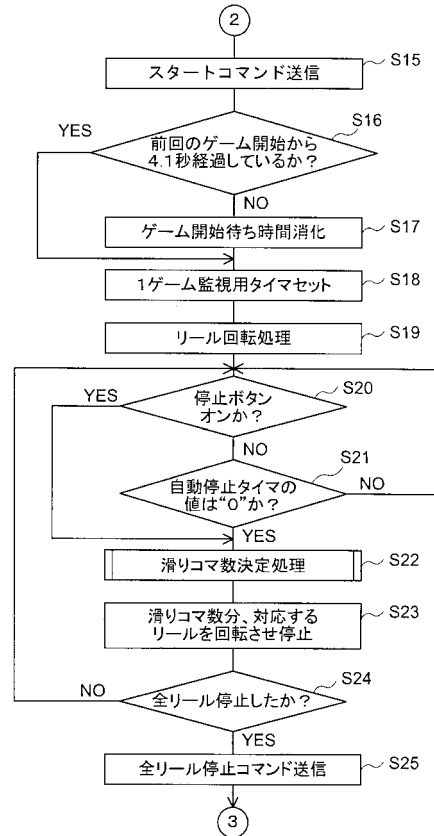 2
スタートコマンド送信
S15
前回のゲーム開始から
4.1秒経過しているか？
S16
YES
NO
ゲーム開始待ち時間消化
S17
1ゲーム監視用タイマセット
S18
リール回転処理
S19
停止ボタン
オンか？
S20
YES
NO
自動停止タイマの
値は“0”か？
S21
NO
YES
滑りコマ数決定処理
S22
滑りコマ数分、対応する
リールを回転させ停止
S23
全リール停止したか？
S24
NO
YES
全リール停止コマンド送信
S25
3